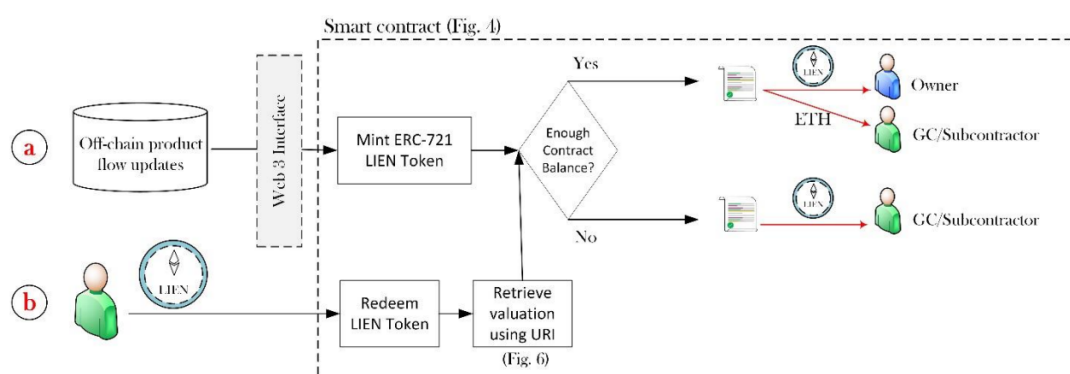 Smart contract (Fig. 4)
a
Off-chain product
flow updates
Web 3 Interface
Mint ERC-721
LIEN Token
Enough
Contract
Balance?
Yes
LIEN
Owner
ETH
GC/Subcontractor
No
LIEN
GC/Subcontractor
b
LIEN
Redeem
LIEN Token
Retrieve
valuation
using URI
(Fig. 6)